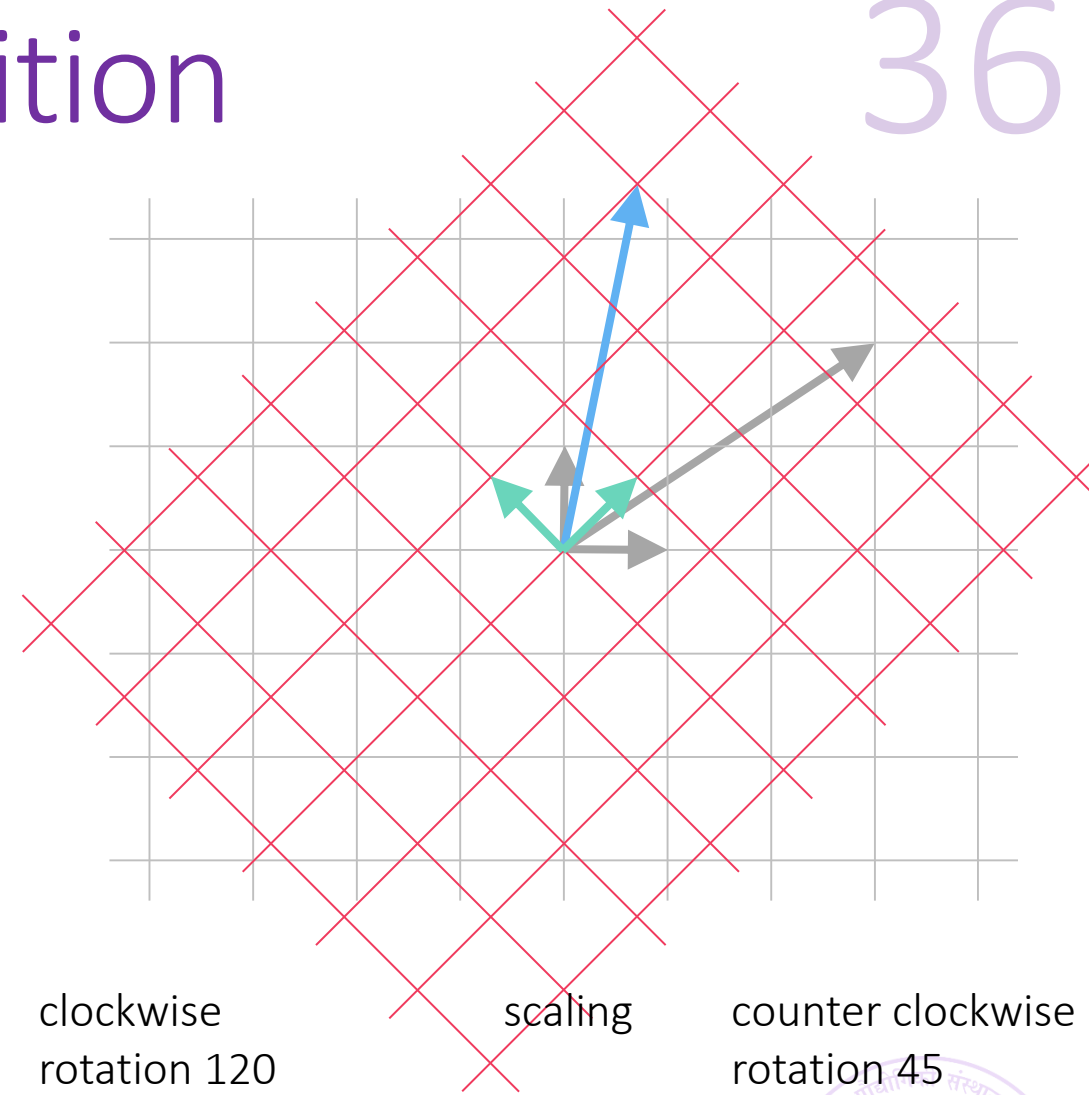 ition
36
clockwise
rotation 120
scaling
counter clockwise
rotation 45